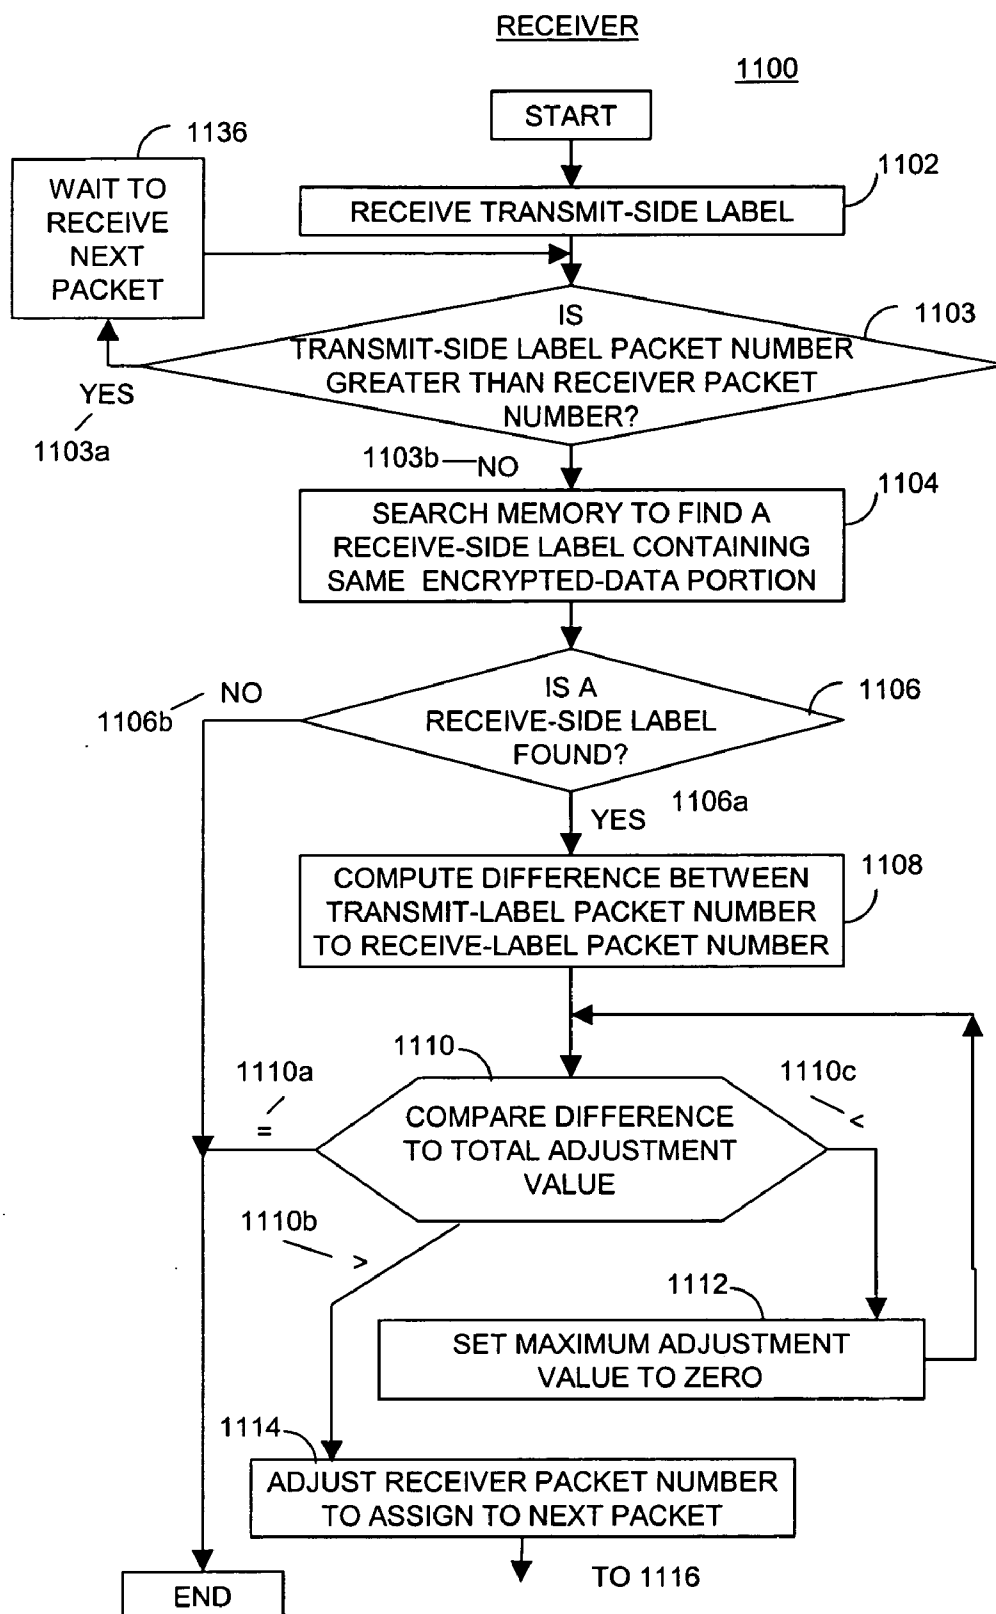 RECEIVER
1100
START
1136
WAIT TO
RECEIVE
NEXT
PACKET
1102
RECEIVE TRANSMIT-SIDE LABEL
1103
IS
TRANSMIT-SIDE LABEL PACKET NUMBER
GREATER THAN RECEIVER PACKET
NUMBER?
YES
1103a
1103b
NO
1104
SEARCH MEMORY TO FIND A
RECEIVE-SIDE LABEL CONTAINING
SAME ENCRYPTED-DATA PORTION
NO
1106b
1106
IS A
RECEIVE-SIDE LABEL
FOUND?
1106a
YES
1108
COMPUTE DIFFERENCE BETWEEN
TRANSMIT-LABEL PACKET NUMBER
TO RECEIVE-LABEL PACKET NUMBER
1110
1110a
=
1110c
<
COMPARE DIFFERENCE
TO TOTAL ADJUSTMENT
VALUE
1110b
>
1112
SET MAXIMUM ADJUSTMENT
VALUE TO ZERO
1114
ADJUST RECEIVER PACKET NUMBER
TO ASSIGN TO NEXT PACKET
TO 1116
END